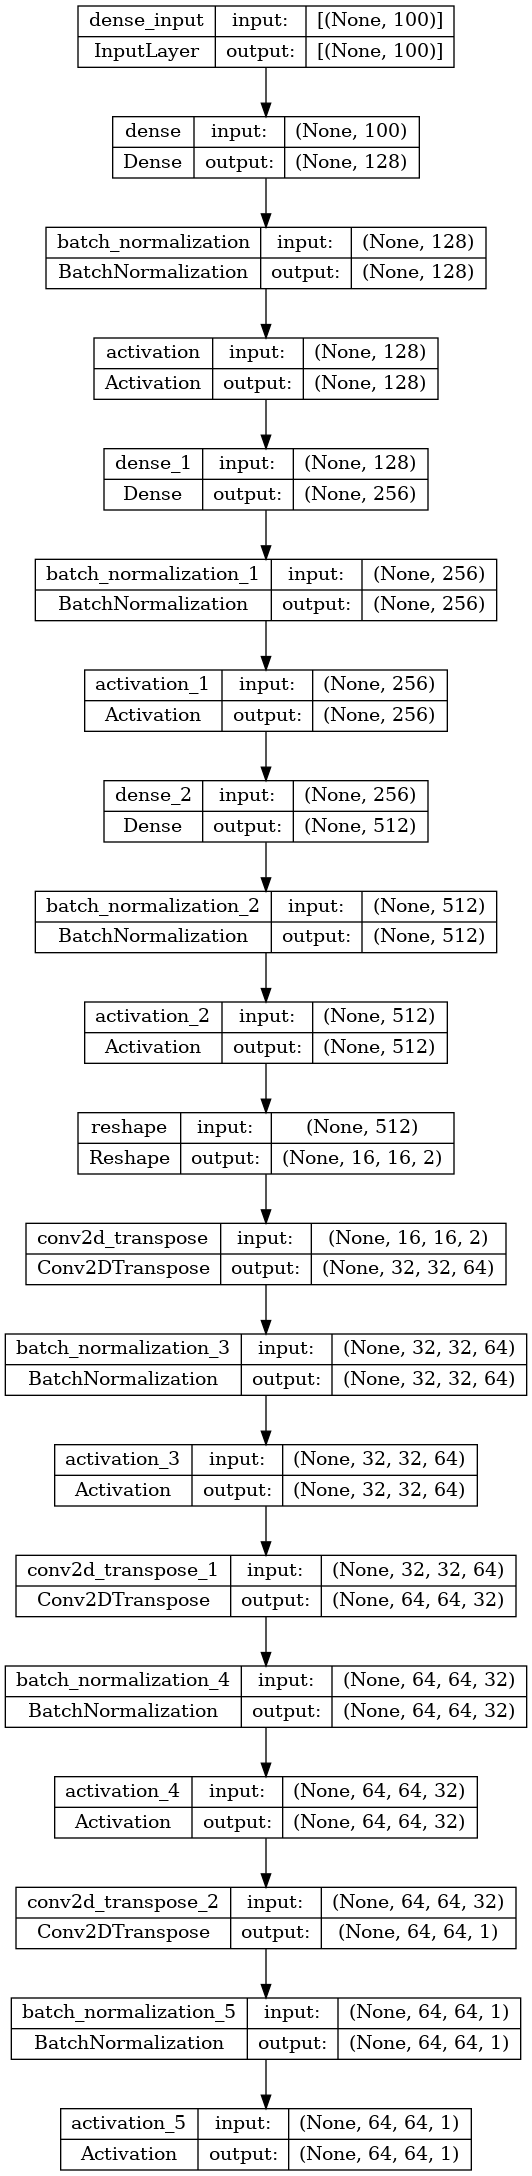 dense_input input: [(None, 100)]
InputLayer output: [(None, 100)]
dense input: (None, 100)
Dense output: (None, 128)
batch_normalization input: (None, 128)
BatchNormalization output: (None, 128)
activation input: (None, 128)
Activation output: (None, 128)
dense_1 input: (None, 128)
Dense output: (None, 256)
batch_normalization_1 input: (None, 256)
BatchNormalization output: (None, 256)
activation_1 input: (None, 256)
Activation output: (None, 256)
dense_2 input: (None, 256)
Dense output: (None, 512)
batch_normalization_2 input: (None, 512)
BatchNormalization output: (None, 512)
activation_2 input: (None, 512)
Activation output: (None, 512)
reshape input: (None, 512)
Reshape output: (None, 16, 16, 2)
conv2d_transpose input: (None, 16, 16, 2)
Conv2DTranspose output: (None, 32, 32, 64)
batch_normalization_3 input: (None, 32, 32, 64)
BatchNormalization output: (None, 32, 32, 64)
activation_3 input: (None, 32, 32, 64)
Activation output: (None, 32, 32, 64)
conv2d_transpose_1 input: (None, 32, 32, 64)
Conv2DTranspose output: (None, 64, 64, 32)
batch_normalization_4 input: (None, 64, 64, 32)
BatchNormalization output: (None, 64, 64, 32)
activation_4 input: (None, 64, 64, 32)
Activation output: (None, 64, 64, 32)
conv2d_transpose_2 input: (None, 64, 64, 32)
Conv2DTranspose output: (None, 64, 64, 1)
batch_normalization_5 input: (None, 64, 64, 1)
BatchNormalization output: (None, 64, 64, 1)
activation_5 input: (None, 64, 64, 1)
Activation output: (None, 64, 64, 1)